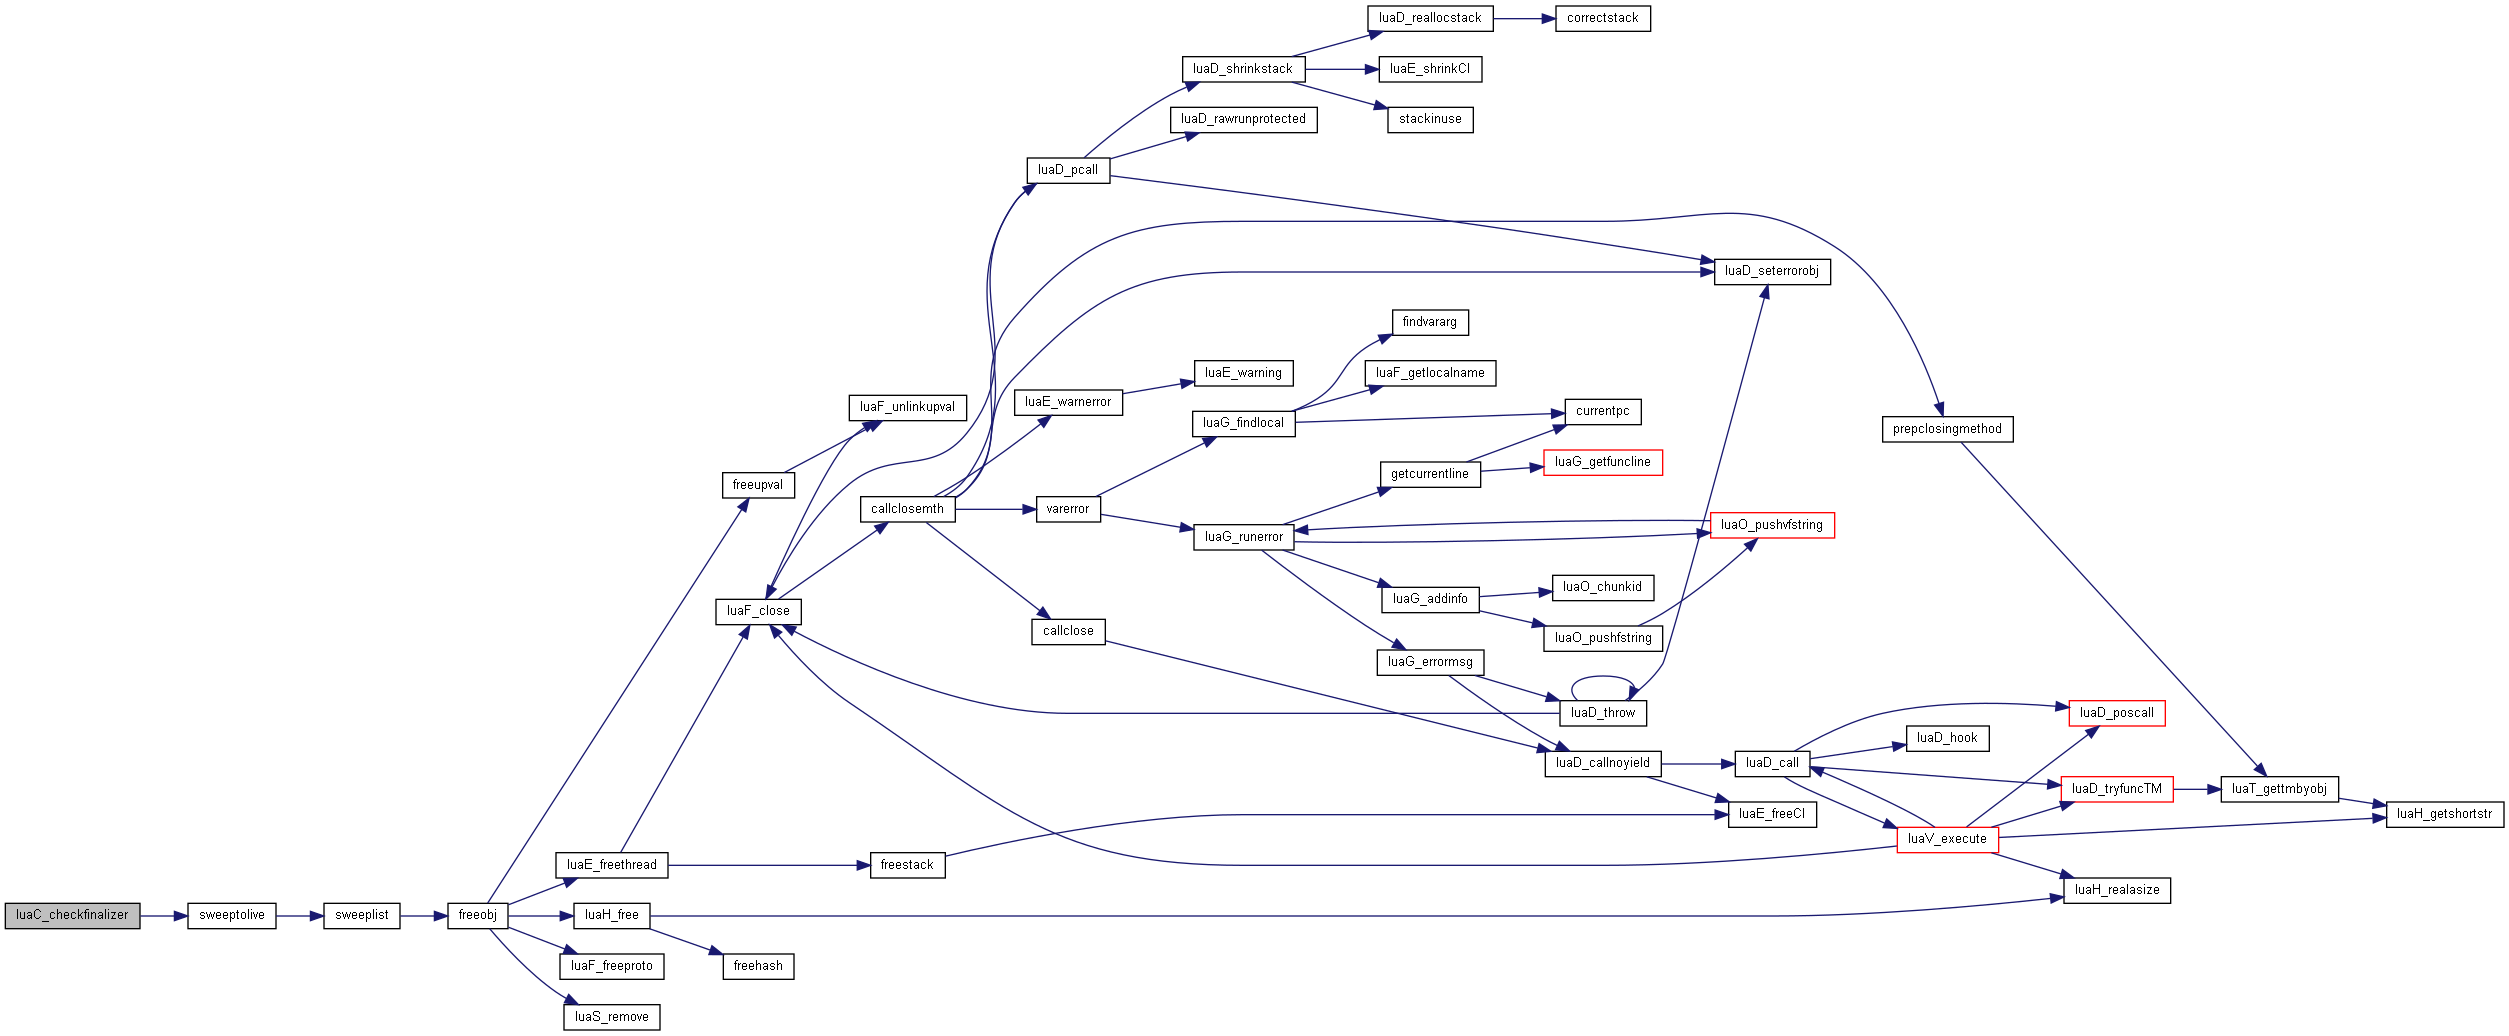 luaD_reallocstack
correctstack
luaD_shrinkstack
luaE_shrinkCI
luaD_rawrunprotected
stackinuse
luaD_pcall
luaD_seterrorobj
findvararg
luaE_warning
luaF_getlocalname
luaE_warnerror
luaF_unlinkupval
currentpc
luaG_findlocal
prepclosingmethod
luaG_getfuncline
getcurrentline
freeupval
callclosemth
varerror
luaO_pushvfstring
luaG_runerror
luaO_chunkid
luaG_addinfo
luaF_close
callclose
luaO_pushfstring
luaG_errormsg
luaD_throw
luaD_poscall
luaD_hook
luaD_callnoyield
luaD_call
luaD_tryfuncTM
luaT_gettmbyobj
luaE_freeCI
luaH_getshortstr
luaV_execute
luaE_freethread
freestack
luaH_realasize
luaC_checkfinalizer
sweeptolive
sweeplist
freeobj
luaH_free
luaF_freeproto
freehash
luaS_remove